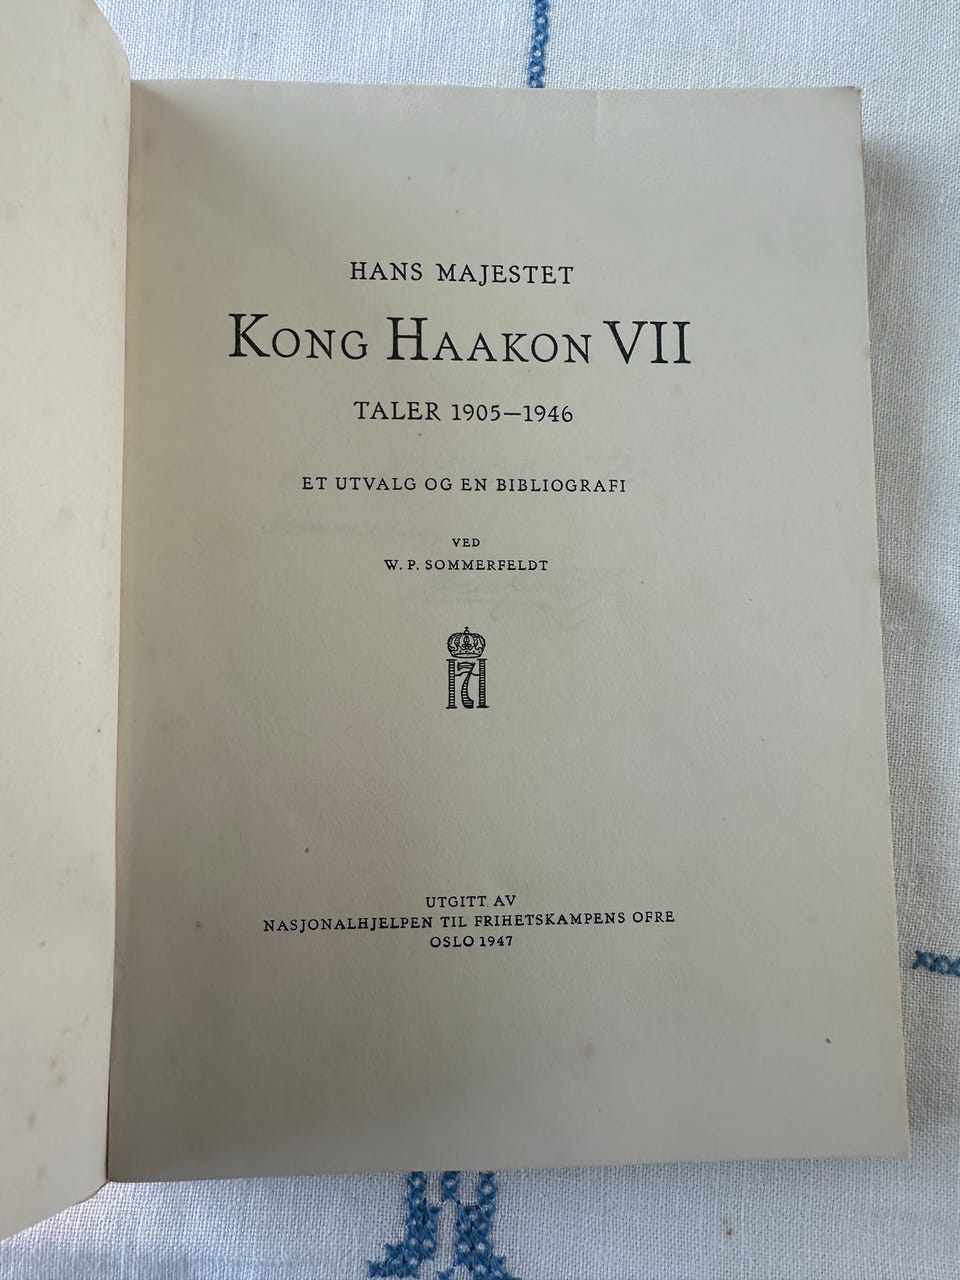 HANS MAJESTET
KONG HAAKON VII
TALER 1905—1946
ET UTVALG OG EN BIBLIOGRAFI
VED
W. P. SOMMERFELDT
H7
UTGITT AV
NASJONALHJELPEN TIL FRIHETSKAMPENS OFRE
OSLO 1947